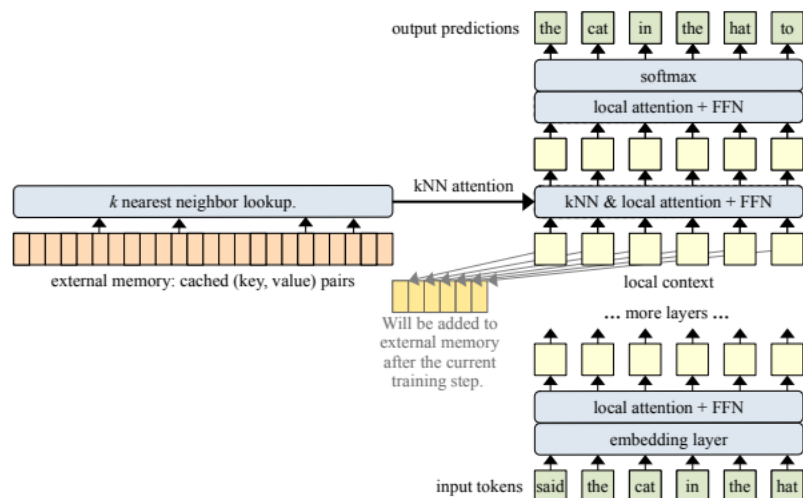 output predictions the cat in the hat to
softmax
local attention + FFN
kNN attention
k nearest neighbor lookup.
kNN & local attention + FFN
external memory: cached (key, value) pairs
local context
Will be added to
external memory
after the current
training step.
... more layers ...
local attention + FFN
embedding layer
input tokens said the cat in the hat